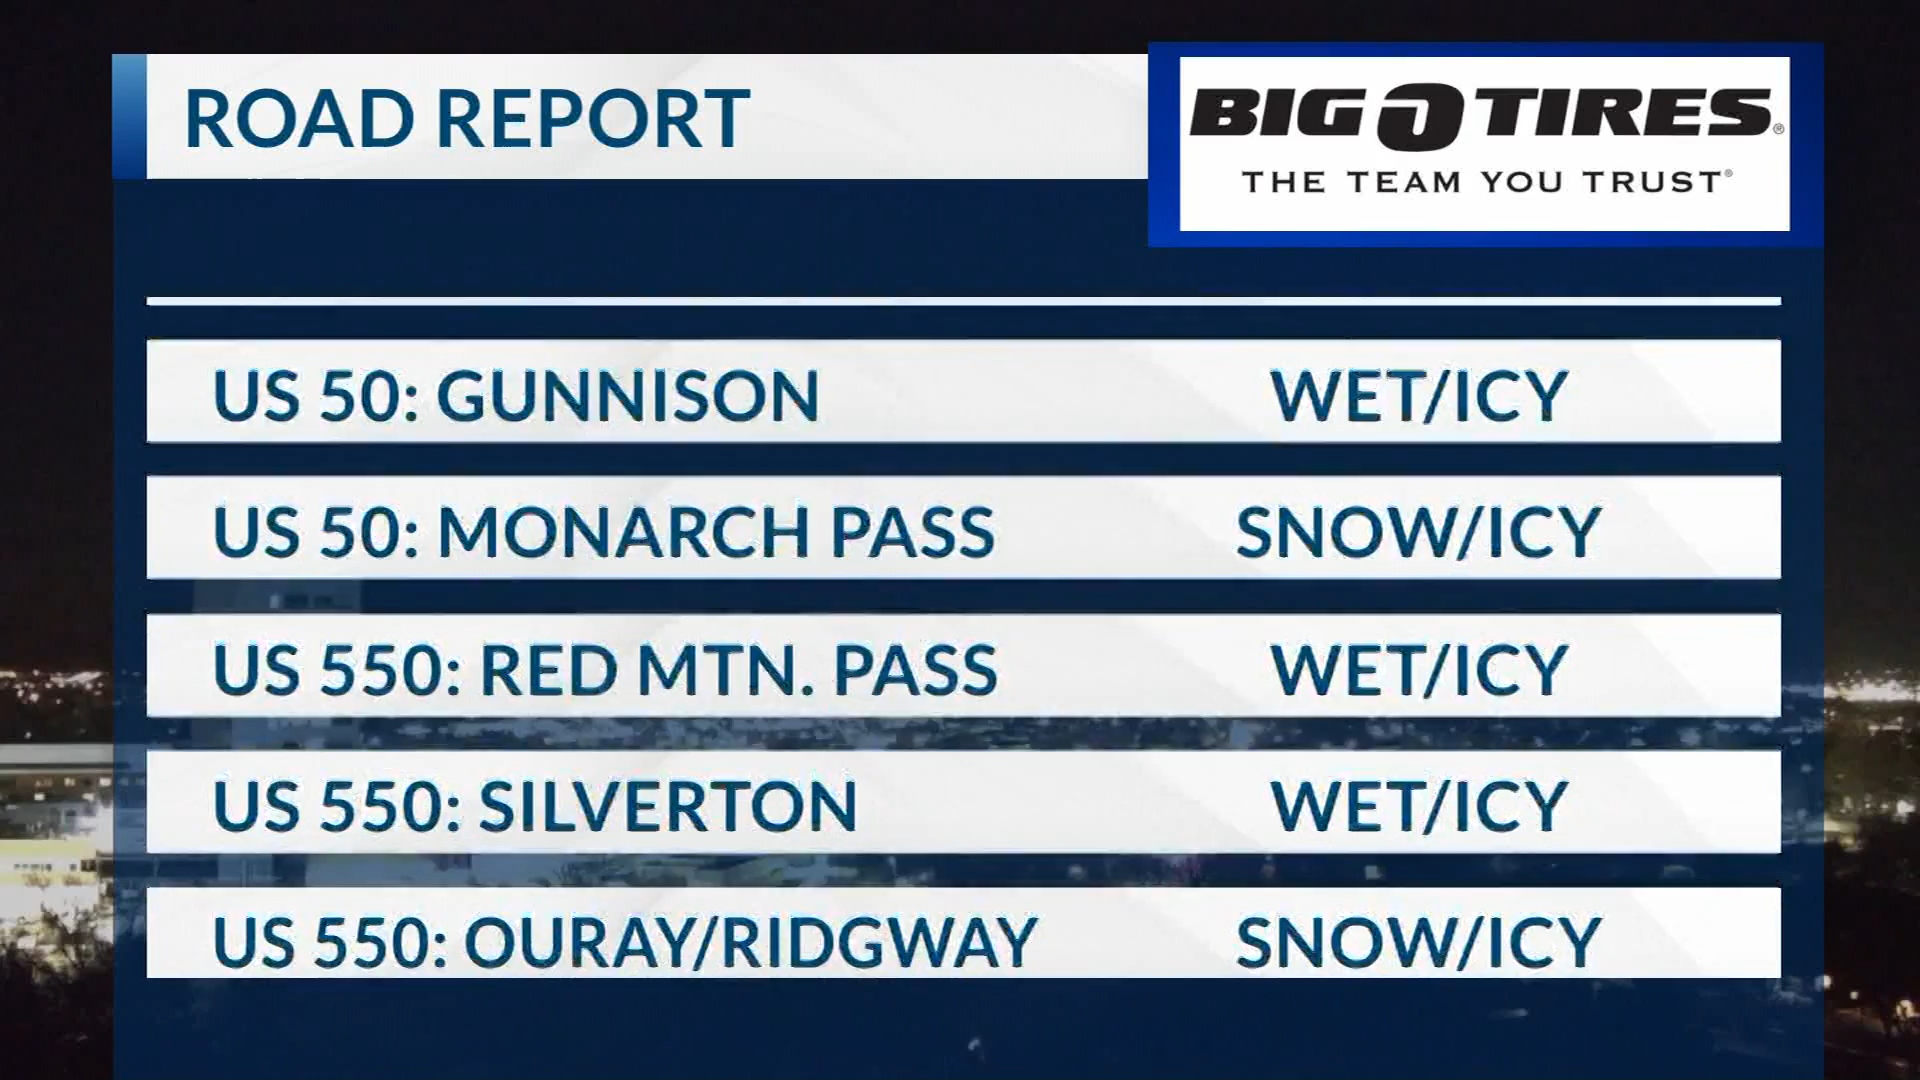 ROAD REPORT
BIG O TIRES®
THE TEAM YOU TRUST®
US 50: GUNNISON WET/ICY
US 50: MONARCH PASS SNOW/ICY
US 550: RED MTN. PASS WET/ICY
US 550: SILVERTON WET/ICY
US 550: OURAY/RIDGWAY SNOW/ICY